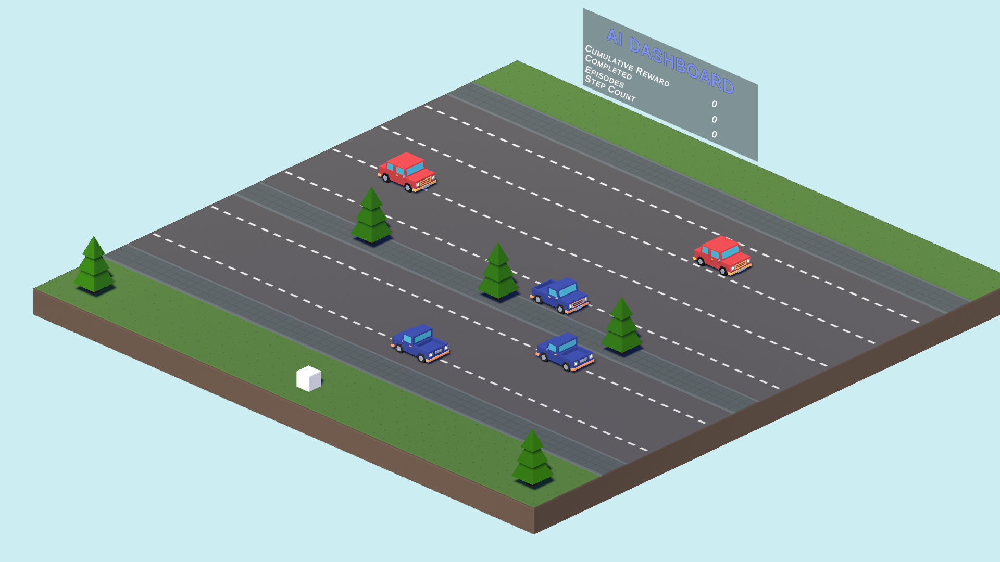 AI DASHBOARD
CUMULATIVE REWARD
COMPLETED
EPISODES
STEP COUNT
0
0
0